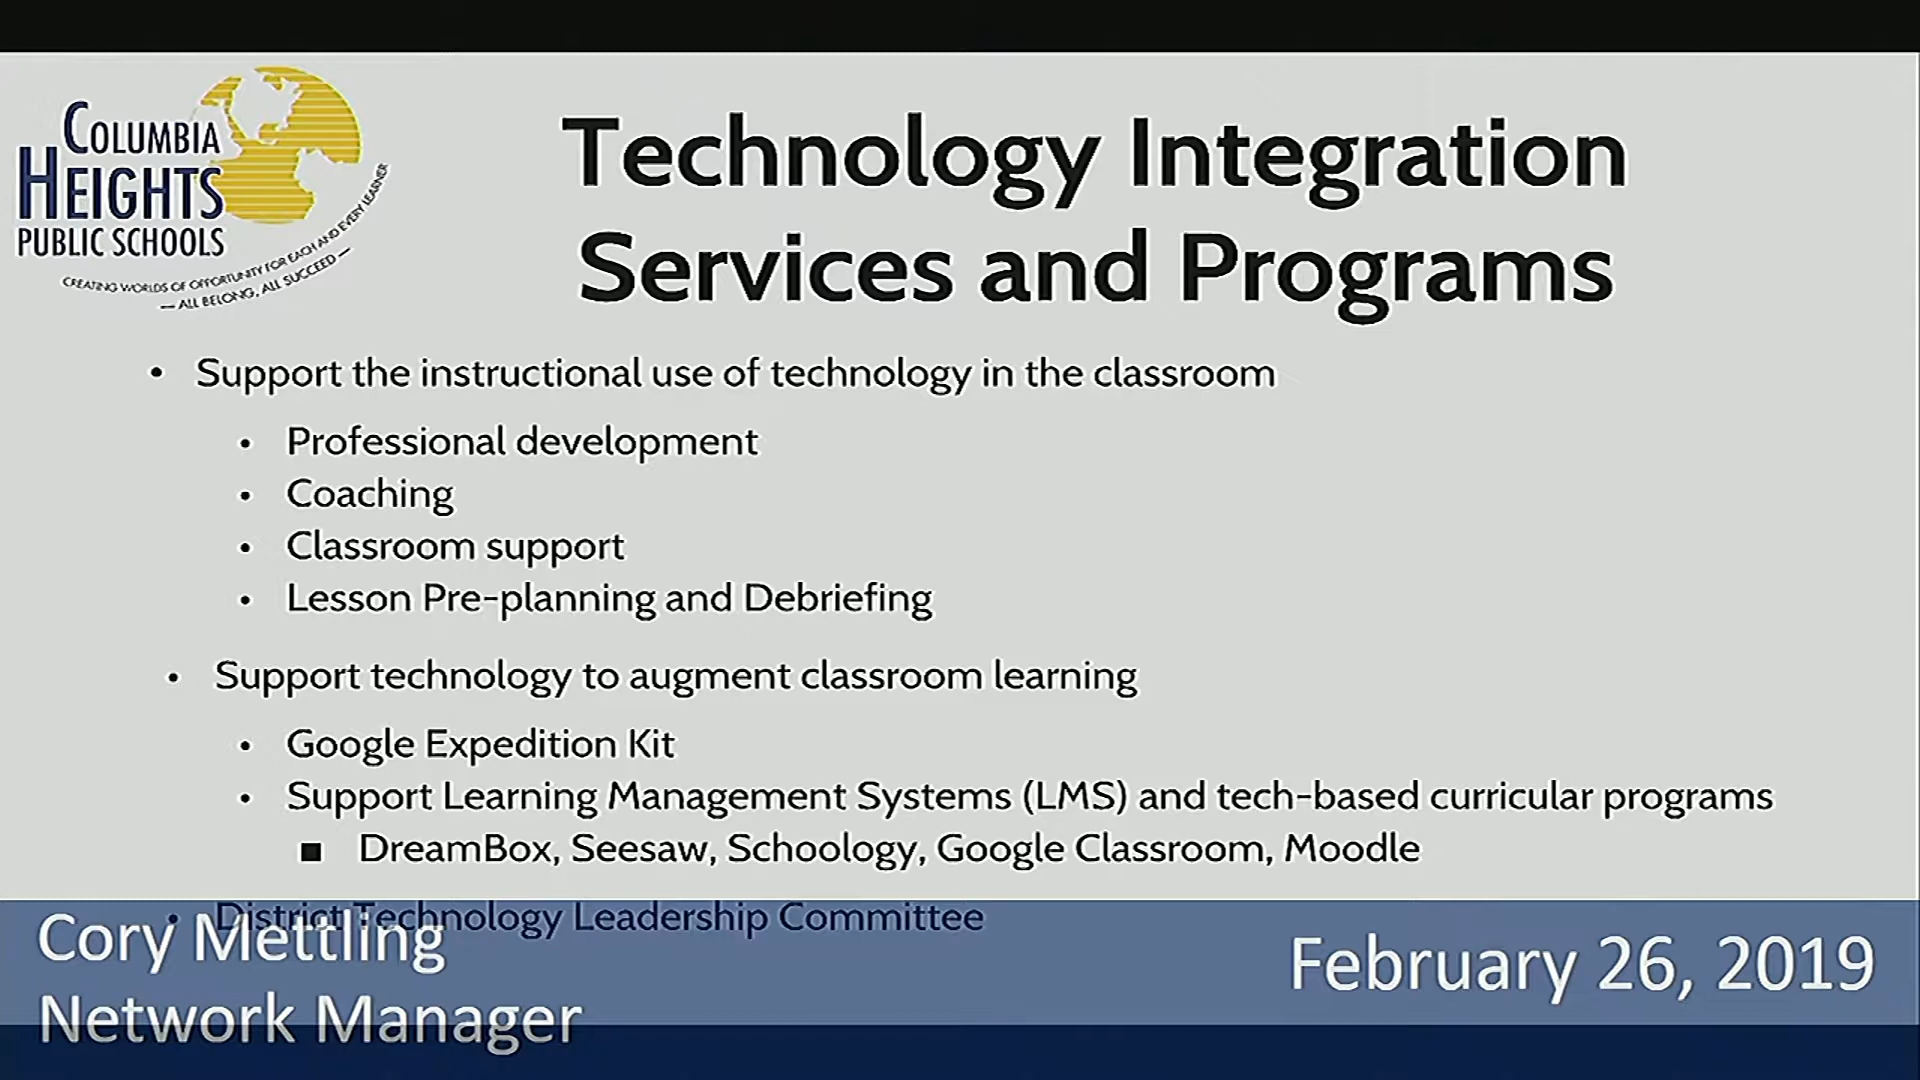 COLUMBIA
HEIGHTS
PUBLIC SCHOOLS
CREATING WORLDS OF OPPORTUNITY FOR EACH AND EVERY LEARNER
— ALL BELONG, ALL SUCCEED —
Technology Integration
Services and Programs
• Support the instructional use of technology in the classroom
• Professional development
• Coaching
• Classroom support
• Lesson Pre-planning and Debriefing
• Support technology to augment classroom learning
• Google Expedition Kit
• Support Learning Management Systems (LMS) and tech-based curricular programs
■ DreamBox, Seesaw, Schoology, Google Classroom, Moodle
• District Technology Leadership Committee
Cory Mettling
Network Manager
February 26, 2019